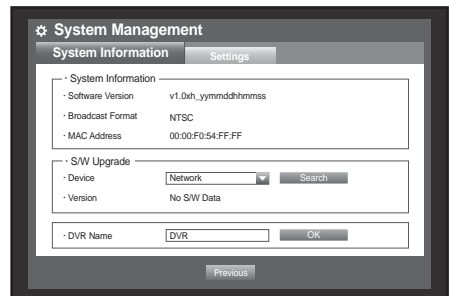 System Management
System Information Settings
· System Information
· Software Version v1.0xh_yymmddhhmmss
· Broadcast Format NTSC
· MAC Address 00:00:F0:54:FF:FF
· S/W Upgrade
· Device Network Search
· Version No S/W Data
· DVR Name DVR OK
Previous